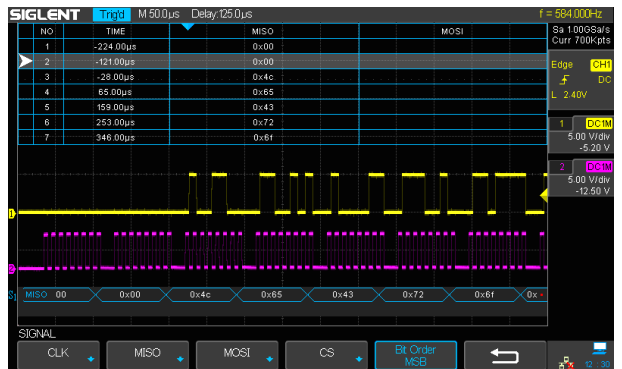 SIGLENT Trig'd M 50.0µs Delay:125.0µs f = 584.000Hz
Sa 1.00GSa/s
Curr 700Kpts
NO TIME MISO MOSI
1 -224.00µs 0x00
2 -121.00µs 0x00
3 -28.00µs 0x4c
4 65.00µs 0x65
5 159.00µs 0x43
6 253.00µs 0x72
7 346.00µs 0x6f
Edge CH1
DC
L 2.40V
1 DC1M
5.00 V/div
-5.20 V
2 DC1M
5.00 V/div
-12.50 V
1
2
S1 MISO 00 0x00 0x4c 0x65 0x43 0x72 0x6f 0x
SIGNAL
CLK MISO MOSI CS Bit Order
MSB
12:30